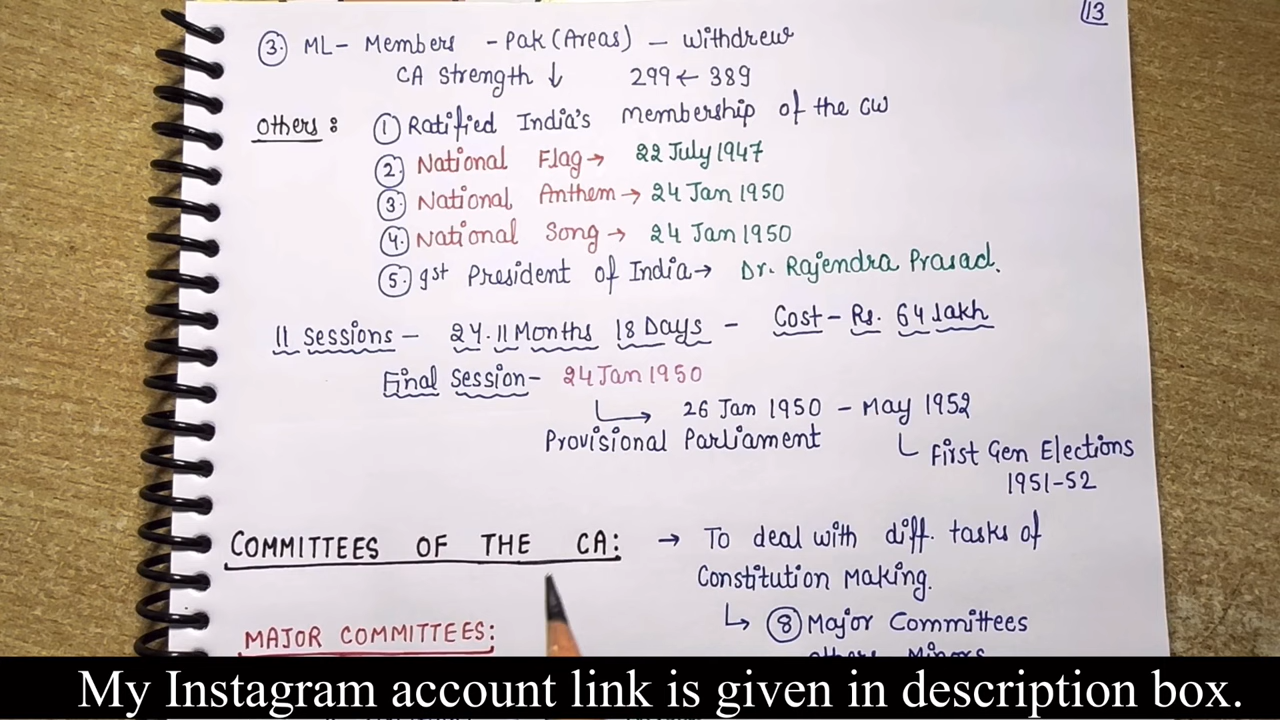 13
③ ML- Members - Pak (Areas) - Withdrew
CA Strength ↓ 299 ← 389
Others: ① Ratified India's membership of the CW
② National Flag → 22 July 1947
③ National Anthem → 24 Jan 1950
④ National Song → 24 Jan 1950
⑤ 1st President of India → Dr. Rajendra Prasad.
11 Sessions - 2Y. 11 Months 18 Days - Cost - Rs. 64 lakh
Final Session - 24 Jan 1950
↳ 26 Jan 1950 - May 1952
Provisional Parliament
↳ First Gen Elections
1951-52
COMMITTEES OF THE CA: → To deal with diff. tasks of
Constitution Making.
↳ ⑧ Major Committees
MAJOR COMMITTEES:
others Minors
My Instagram account link is given in description box.